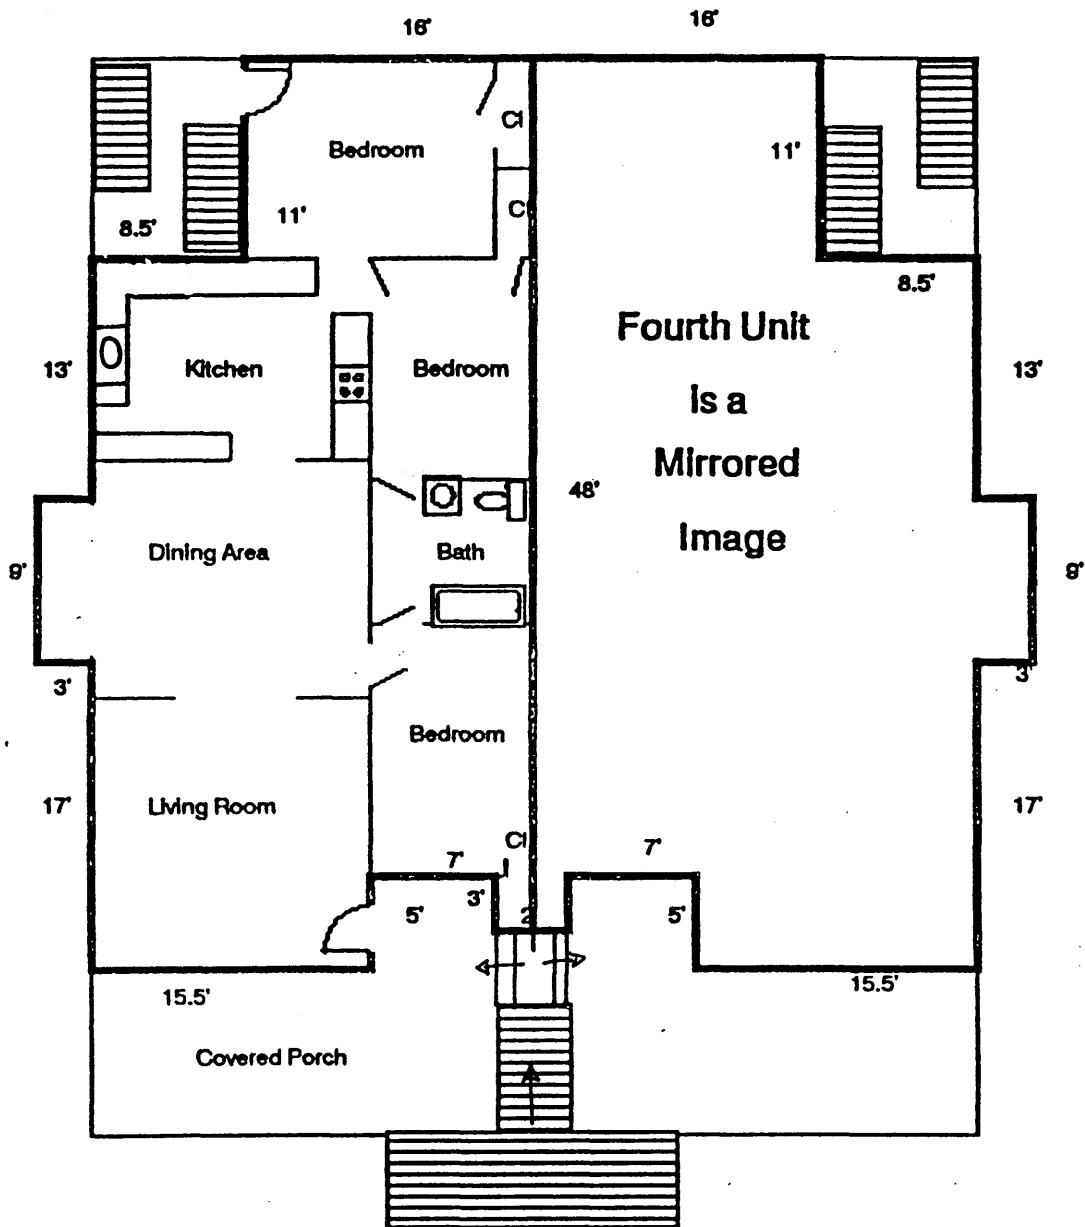 16' 16'
Cl
Bedroom 11'
Cl
8.5' 11'
8.5'
Fourth Unit
13' Kitchen Bedroom 13'
is a
Mirrored
48'
Image
9' Dining Area Bath 9'
3' 3'
Bedroom
17' Living Room 17'
Cl
7' 7'
3'
5' 2 5'
15.5' 15.5'
Covered Porch